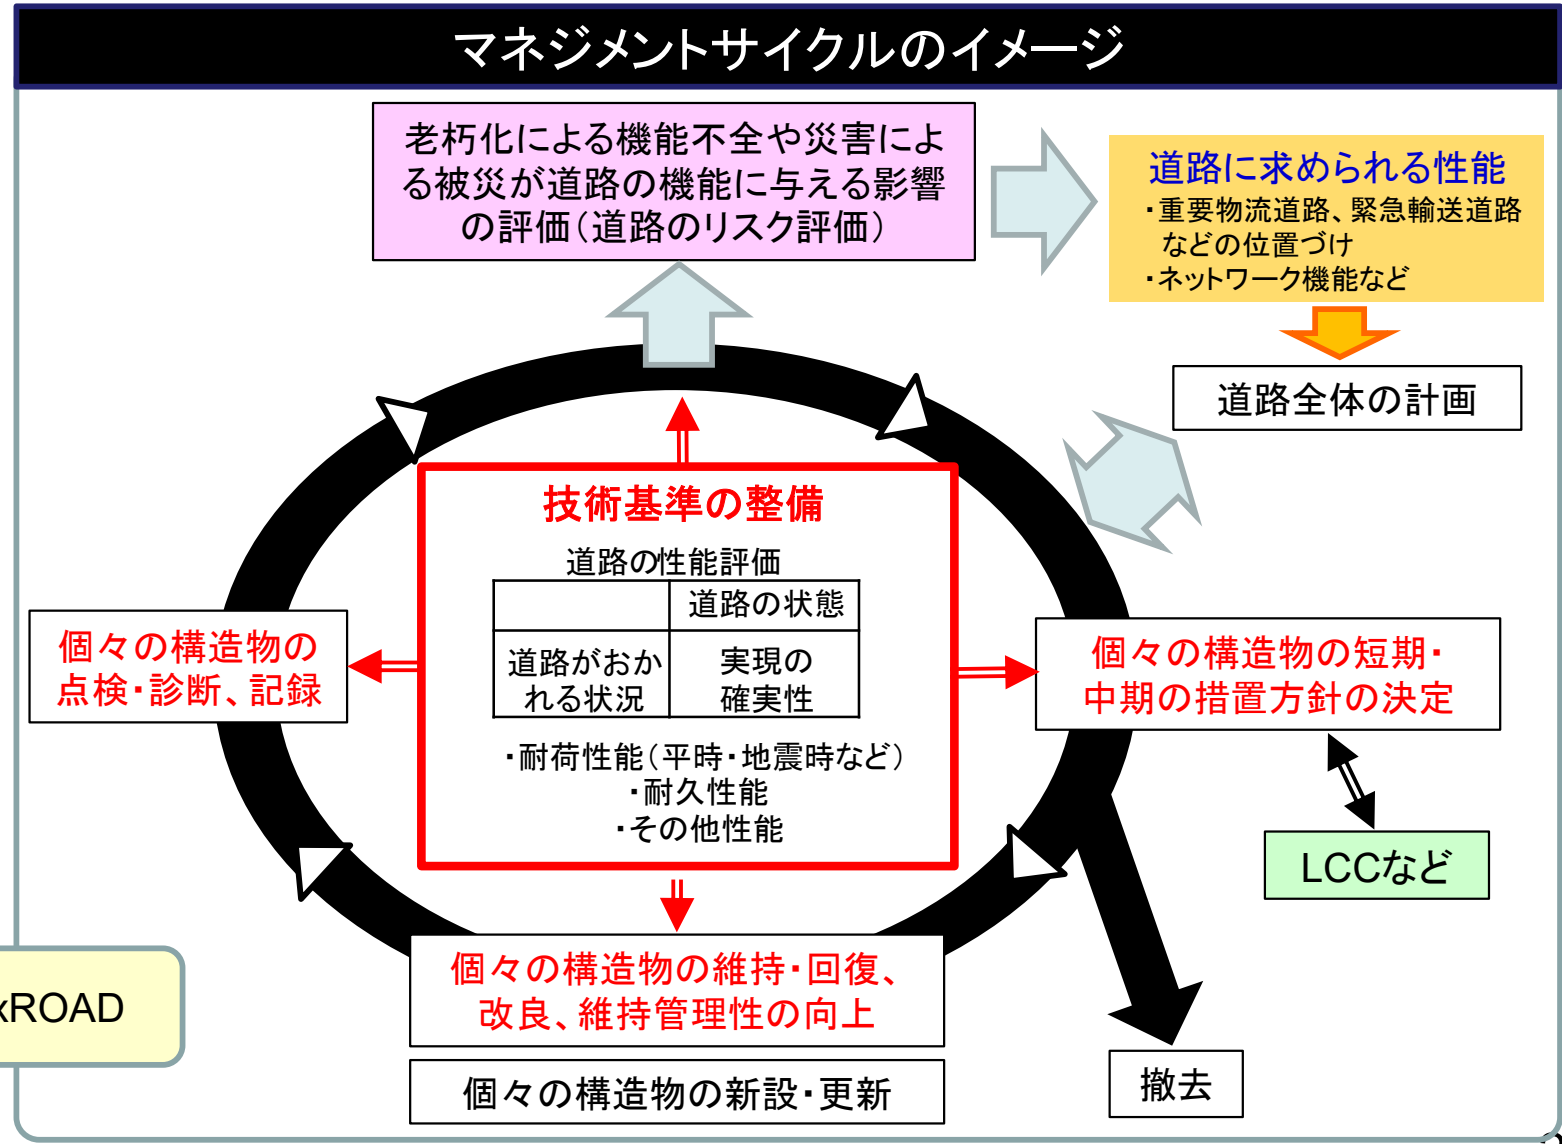 マネジメントサイクルのイメージ
老朽化による機能不全や災害によ
る被災が道路の機能に与える影響
の評価（道路のリスク評価）
道路に求められる性能
・重要物流道路、緊急輸送道路
などの位置づけ
・ネットワーク機能など
道路全体の計画
技術基準の整備
道路の性能評価
道路の状態
道路がおか
れる状況
実現の
確実性
・耐荷性能（平時・地震時など）
・耐久性能
・その他性能
個々の構造物の
点検・診断、記録
個々の構造物の短期・
中期の措置方針の決定
LCCなど
個々の構造物の維持・回復、
改良、維持管理性の向上
個々の構造物の新設・更新
撤去
xROAD